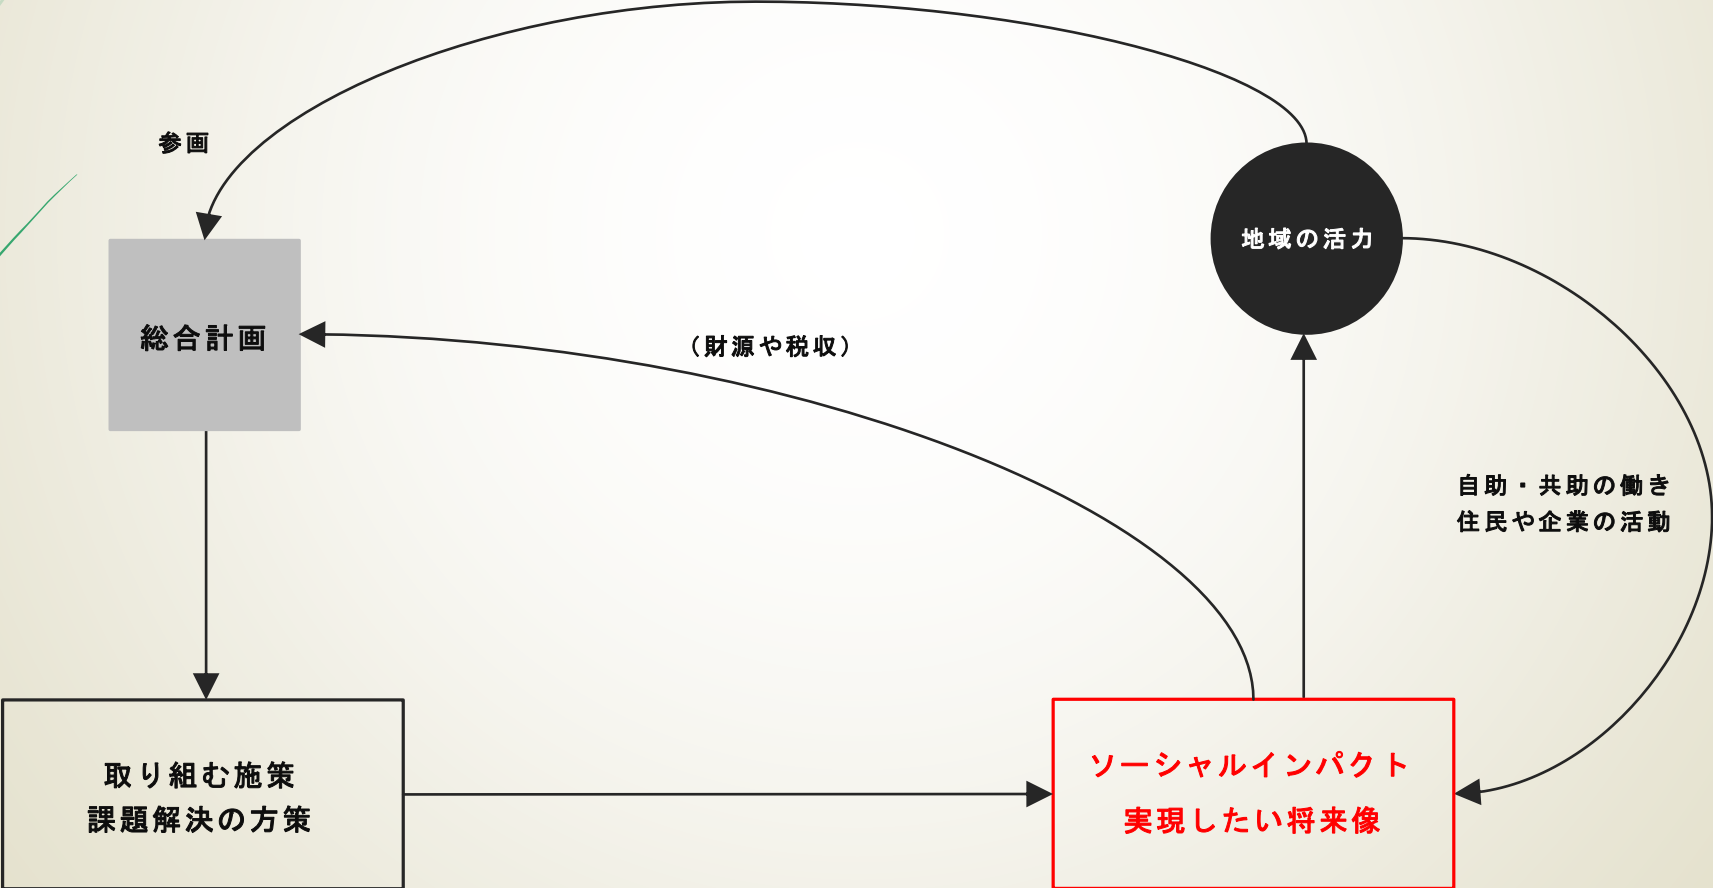 参画
地域の活力
総合計画
（財源や税収）
自助・共助の働き
住民や企業の活動
取り組む施策
課題解決の方策
ソーシャルインパクト
実現したい将来像